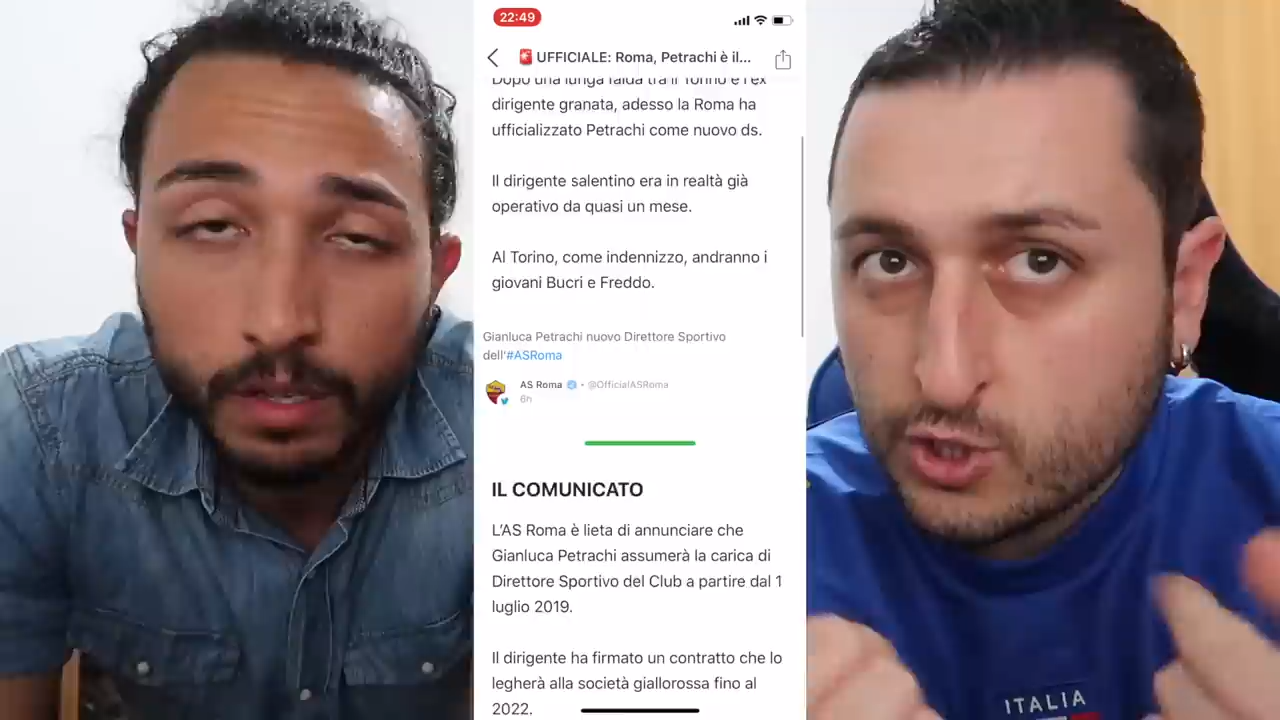 22:49
🚨 UFFICIALE: Roma, Petrachi è il...
Dopo una lunga faida tra il Torino e l'ex
dirigente granata, adesso la Roma ha
ufficializzato Petrachi come nuovo ds.
Il dirigente salentino era in realtà già
operativo da quasi un mese.
Al Torino, come indennizzo, andranno i
giovani Bucri e Freddo.
Gianluca Petrachi nuovo Direttore Sportivo
dell'#ASRoma
AS Roma • @OfficialASRoma
6h
IL COMUNICATO
L'AS Roma è lieta di annunciare che
Gianluca Petrachi assumerà la carica di
Direttore Sportivo del Club a partire dal 1
luglio 2019.
Il dirigente ha firmato un contratto che lo
legherà alla società giallorossa fino al
2022.
ITALIA